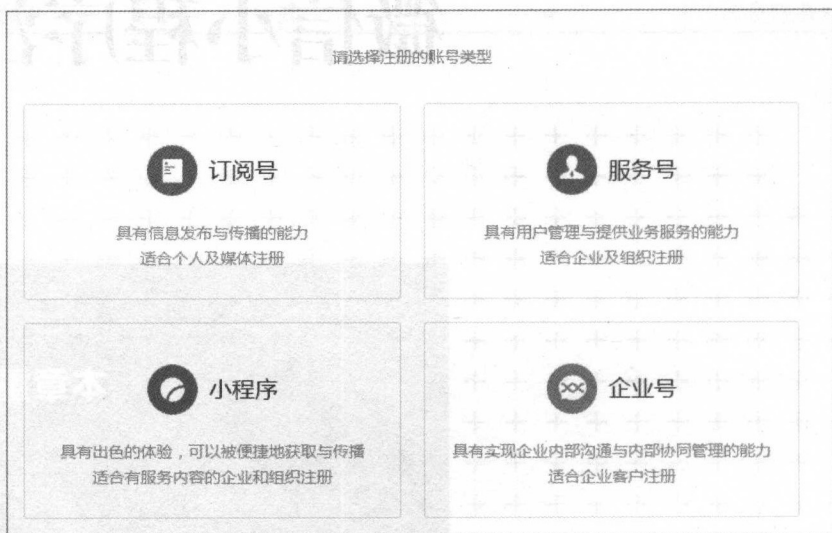 请选择注册的账号类型
订阅号
具有信息发布与传播的能力
适合个人及媒体注册
服务号
具有用户管理与提供业务服务的能力
适合企业及组织注册
小程序
具有出色的体验，可以被便捷地获取与传播
适合有服务内容的企业和组织注册
企业号
具有实现企业内部沟通与内部协同管理的能力
适合企业客户注册